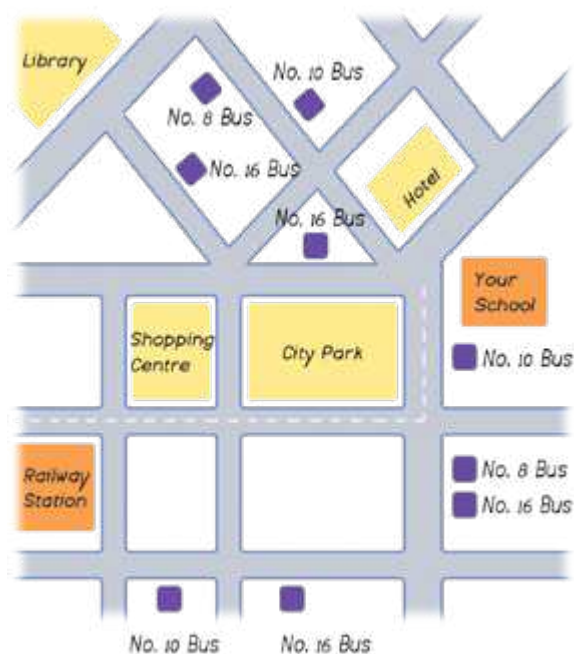 Library
No. 10 Bus
No. 8 Bus
No. 16 Bus
Hotel
No. 16 Bus
Your
School
Shopping
Centre
City Park
No. 10 Bus
Railway
Station
No. 8 Bus
No. 16 Bus
No. 10 Bus
No. 16 Bus